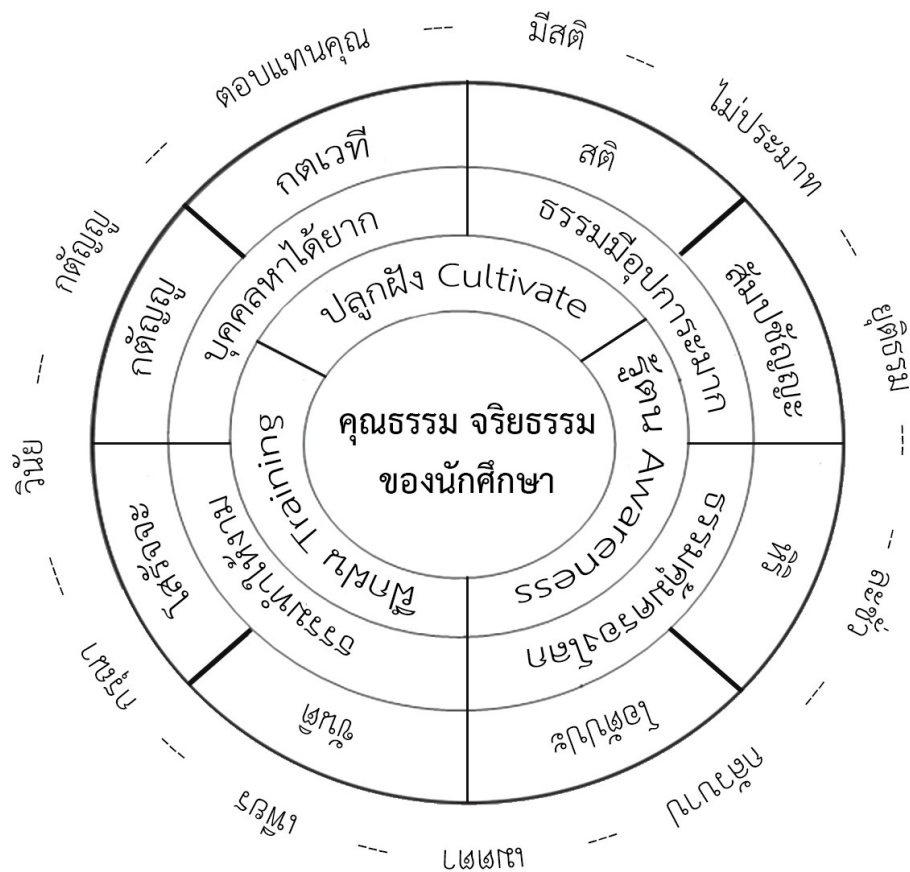 คุณธรรม จริยธรรม
ของนักศึกษา
ปลูกฝัง Cultivate
รู้ตน Awareness
ฝึกฝน Training
ธรรมมีอุปการะมาก
ธรรมคุ้มครองโลก
ธรรมทำให้งาม
บุคคลหาได้ยาก
สติ
สัมปชัญญะ
หิริ
โอตัปปะ
ขันติ
โสรัจจะ
กตัญญู
กตเวที
มีสติ
ไม่ประมาท
ยุติธรรม
ละชั่ว
กลัวบาป
เมตตา
เพียร
กรุณา
วินัย
กตัญญู
ตอบแทนคุณ